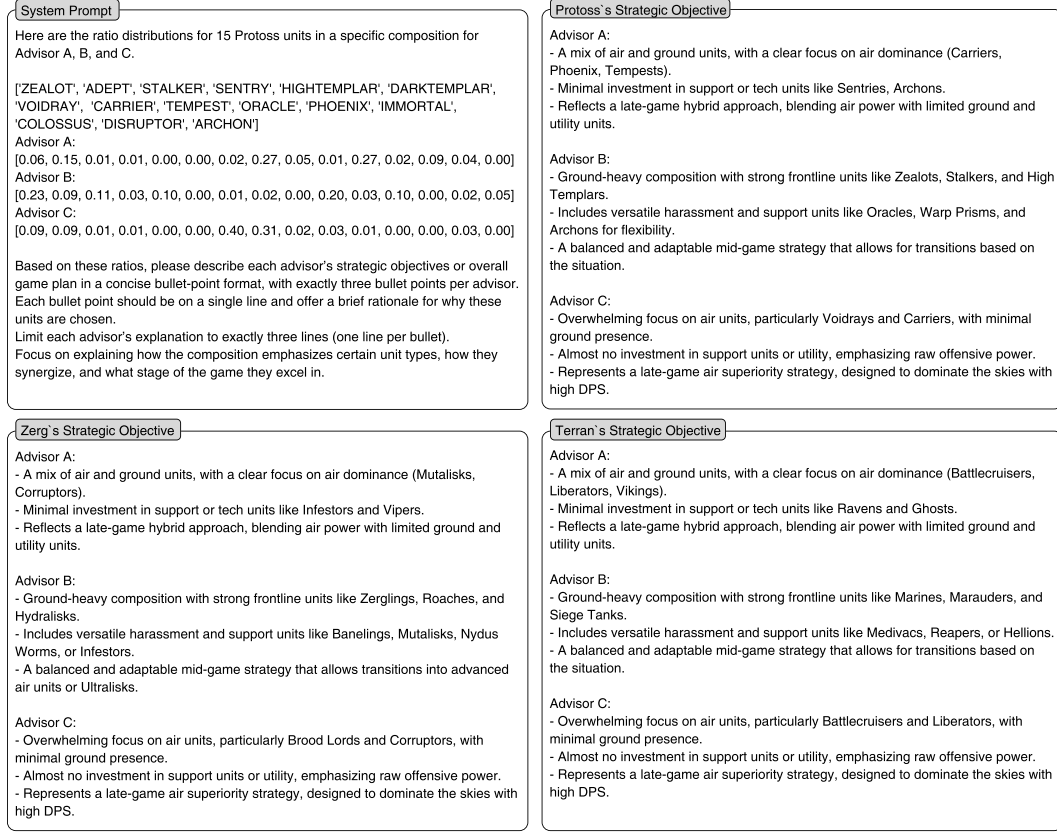 System Prompt
Here are the ratio distributions for 15 Protoss units in a specific composition for
Advisor A, B, and C.
['ZEALOT', 'ADEPT', 'STALKER', 'SENTRY', 'HIGHTEMPLAR', 'DARKTEMPLAR',
'VOIDRAY', 'CARRIER', 'TEMPEST', 'ORACLE', 'PHOENIX', 'IMMORTAL',
'COLOSSUS', 'DISRUPTOR', 'ARCHON']
Advisor A:
[0.06, 0.15, 0.01, 0.01, 0.00, 0.00, 0.02, 0.27, 0.05, 0.01, 0.27, 0.02, 0.09, 0.04, 0.00]
Advisor B:
[0.23, 0.09, 0.11, 0.03, 0.10, 0.00, 0.01, 0.02, 0.00, 0.20, 0.03, 0.10, 0.00, 0.02, 0.05]
Advisor C:
[0.09, 0.09, 0.01, 0.01, 0.00, 0.00, 0.40, 0.31, 0.02, 0.03, 0.01, 0.00, 0.00, 0.03, 0.00]
Based on these ratios, please describe each advisor's strategic objectives or overall
game plan in a concise bullet-point format, with exactly three bullet points per advisor.
Each bullet point should be on a single line and offer a brief rationale for why these
units are chosen.
Limit each advisor's explanation to exactly three lines (one line per bullet).
Focus on explaining how the composition emphasizes certain unit types, how they
synergize, and what stage of the game they excel in.
Protoss`s Strategic Objective
Advisor A:
- A mix of air and ground units, with a clear focus on air dominance (Carriers,
Phoenix, Tempests).
- Minimal investment in support or tech units like Sentries, Archons.
- Reflects a late-game hybrid approach, blending air power with limited ground and
utility units.
Advisor B:
- Ground-heavy composition with strong frontline units like Zealots, Stalkers, and High
Templars.
- Includes versatile harassment and support units like Oracles, Warp Prisms, and
Archons for flexibility.
- A balanced and adaptable mid-game strategy that allows for transitions based on
the situation.
Advisor C:
- Overwhelming focus on air units, particularly Voidrays and Carriers, with minimal
ground presence.
- Almost no investment in support units or utility, emphasizing raw offensive power.
- Represents a late-game air superiority strategy, designed to dominate the skies with
high DPS.
Zerg`s Strategic Objective
Advisor A:
- A mix of air and ground units, with a clear focus on air dominance (Mutalisks,
Corruptors).
- Minimal investment in support or tech units like Infestors and Vipers.
- Reflects a late-game hybrid approach, blending air power with limited ground and
utility units.
Advisor B:
- Ground-heavy composition with strong frontline units like Zerglings, Roaches, and
Hydralisks.
- Includes versatile harassment and support units like Banelings, Mutalisks, Nydus
Worms, or Infestors.
- A balanced and adaptable mid-game strategy that allows transitions into advanced
air units or Ultralisks.
Advisor C:
- Overwhelming focus on air units, particularly Brood Lords and Corruptors, with
minimal ground presence.
- Almost no investment in support units or utility, emphasizing raw offensive power.
- Represents a late-game air superiority strategy, designed to dominate the skies with
high DPS.
Terran`s Strategic Objective
Advisor A:
- A mix of air and ground units, with a clear focus on air dominance (Battlecruisers,
Liberators, Vikings).
- Minimal investment in support or tech units like Ravens and Ghosts.
- Reflects a late-game hybrid approach, blending air power with limited ground and
utility units.
Advisor B:
- Ground-heavy composition with strong frontline units like Marines, Marauders, and
Siege Tanks.
- Includes versatile harassment and support units like Medivacs, Reapers, or Hellions.
- A balanced and adaptable mid-game strategy that allows for transitions based on
the situation.
Advisor C:
- Overwhelming focus on air units, particularly Battlecruisers and Liberators, with
minimal ground presence.
- Almost no investment in support units or utility, emphasizing raw offensive power.
- Represents a late-game air superiority strategy, designed to dominate the skies with
high DPS.